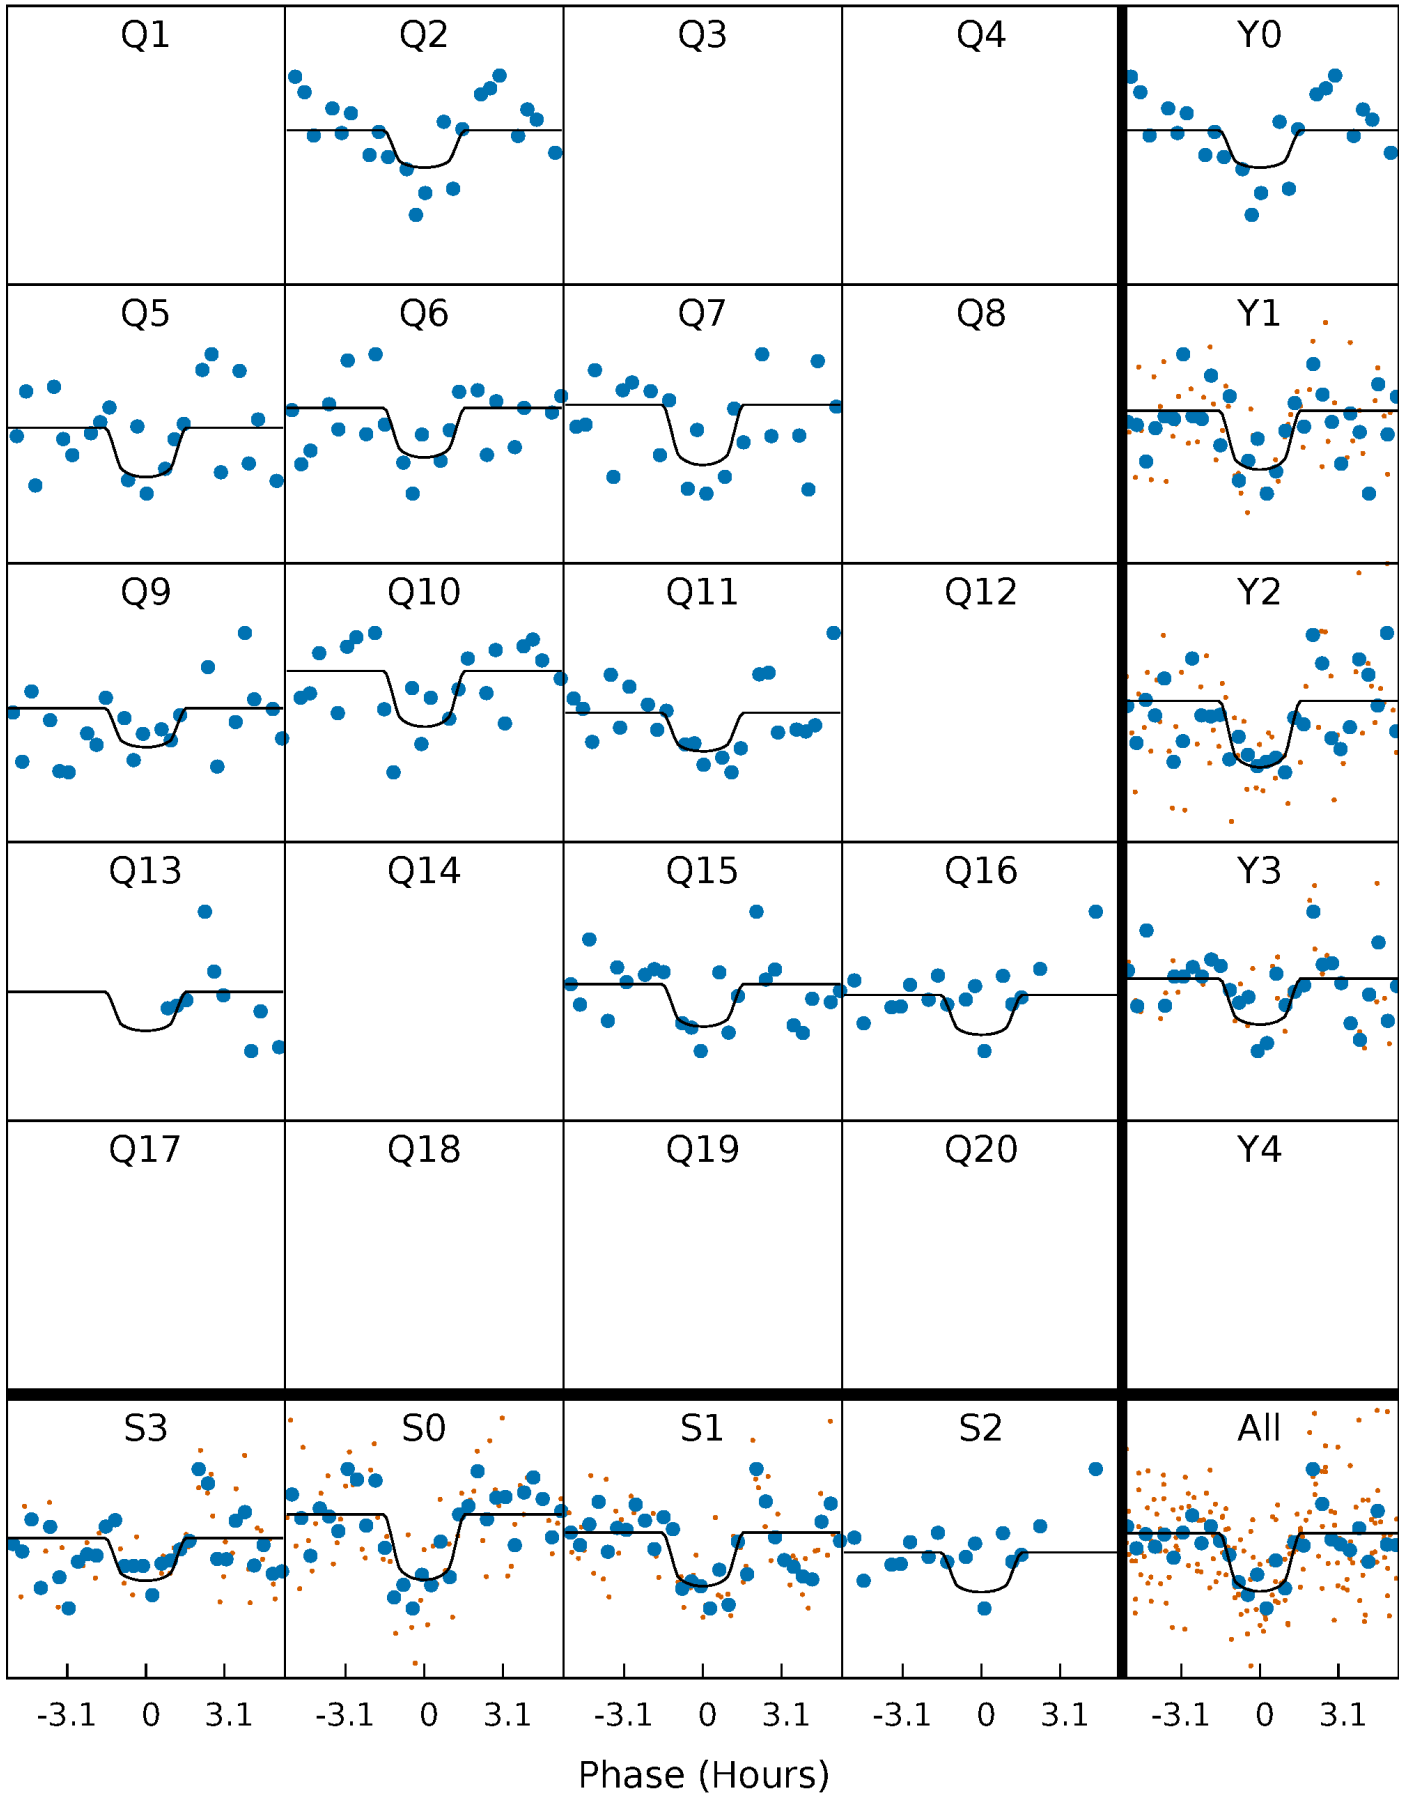 Q1 Q2 Q3 Q4 Y0
Q5 Q6 Q7 Q8 Y1
Q9 Q10 Q11 Q12 Y2
Q13 Q14 Q15 Q16 Y3
Q17 Q18 Q19 Q20 Y4
S3 S0 S1 S2 All
-3.1 0 3.1 -3.1 0 3.1 -3.1 0 3.1 -3.1 0 3.1 -3.1 0 3.1
Phase (Hours)